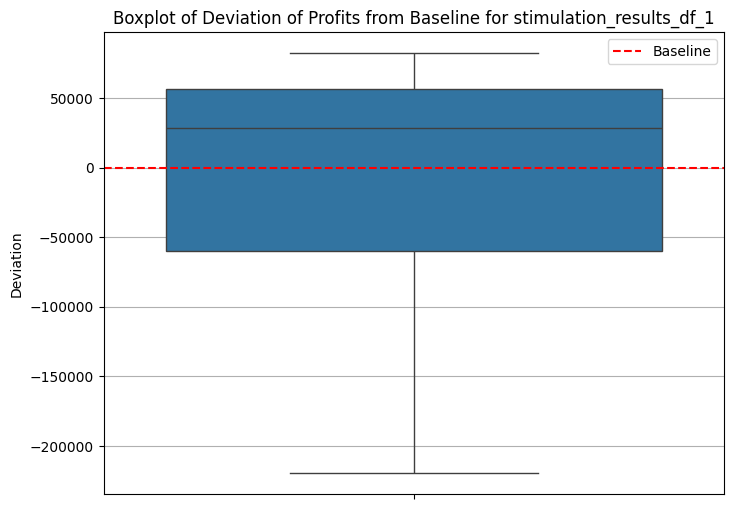 Boxplot of Deviation of Profits from Baseline for stimulation_results_df_1
Baseline
50000
0
−50000
−100000
−150000
−200000
Deviation